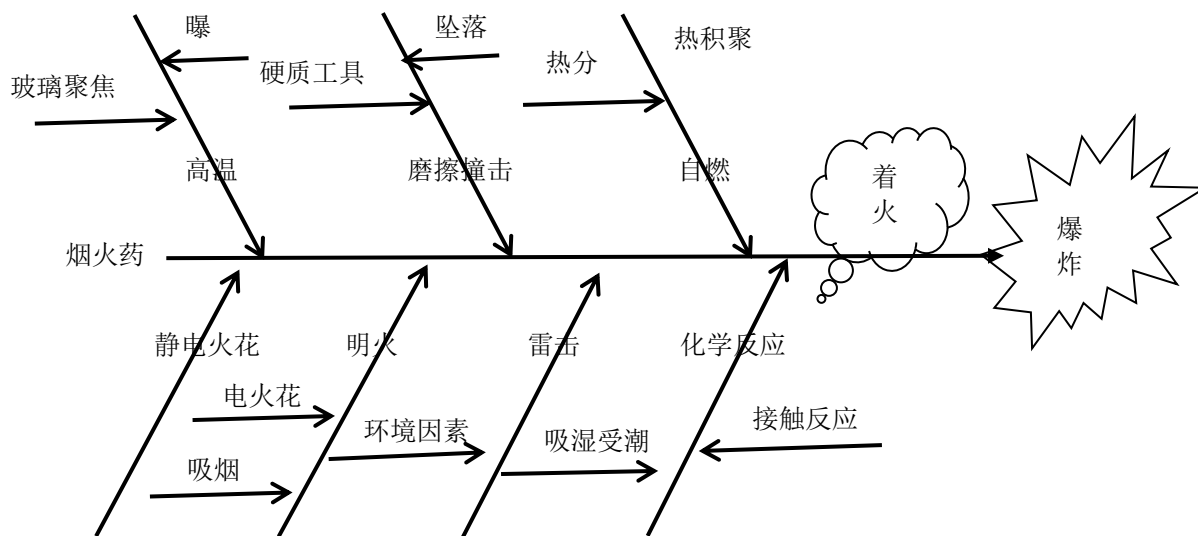 曝
坠落
热积聚
玻璃聚焦
硬质工具
热分
高温
磨擦撞击
自燃
着
火
烟火药
爆
炸
静电火花
明火
雷击
化学反应
电火花
环境因素
接触反应
吸烟
吸湿受潮